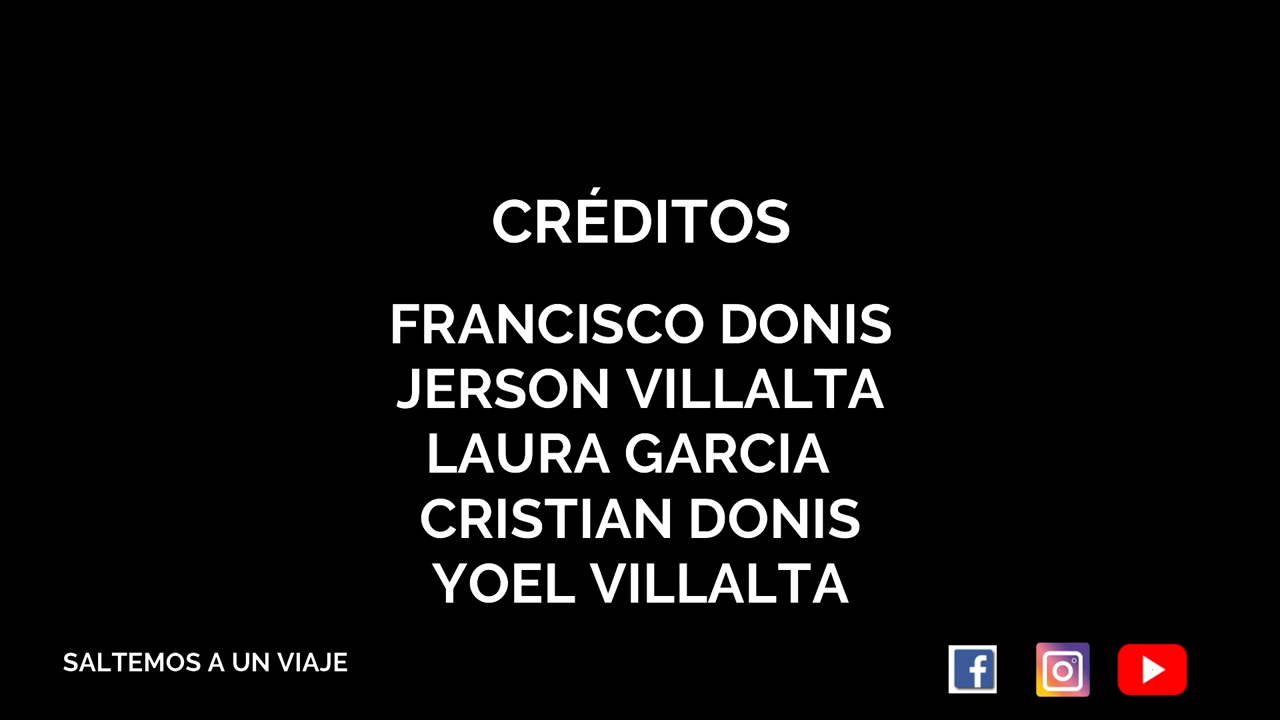 CRÉDITOS
FRANCISCO DONIS
JERSON VILLALTA
LAURA GARCIA
CRISTIAN DONIS
YOEL VILLALTA
SALTEMOS A UN VIAJE